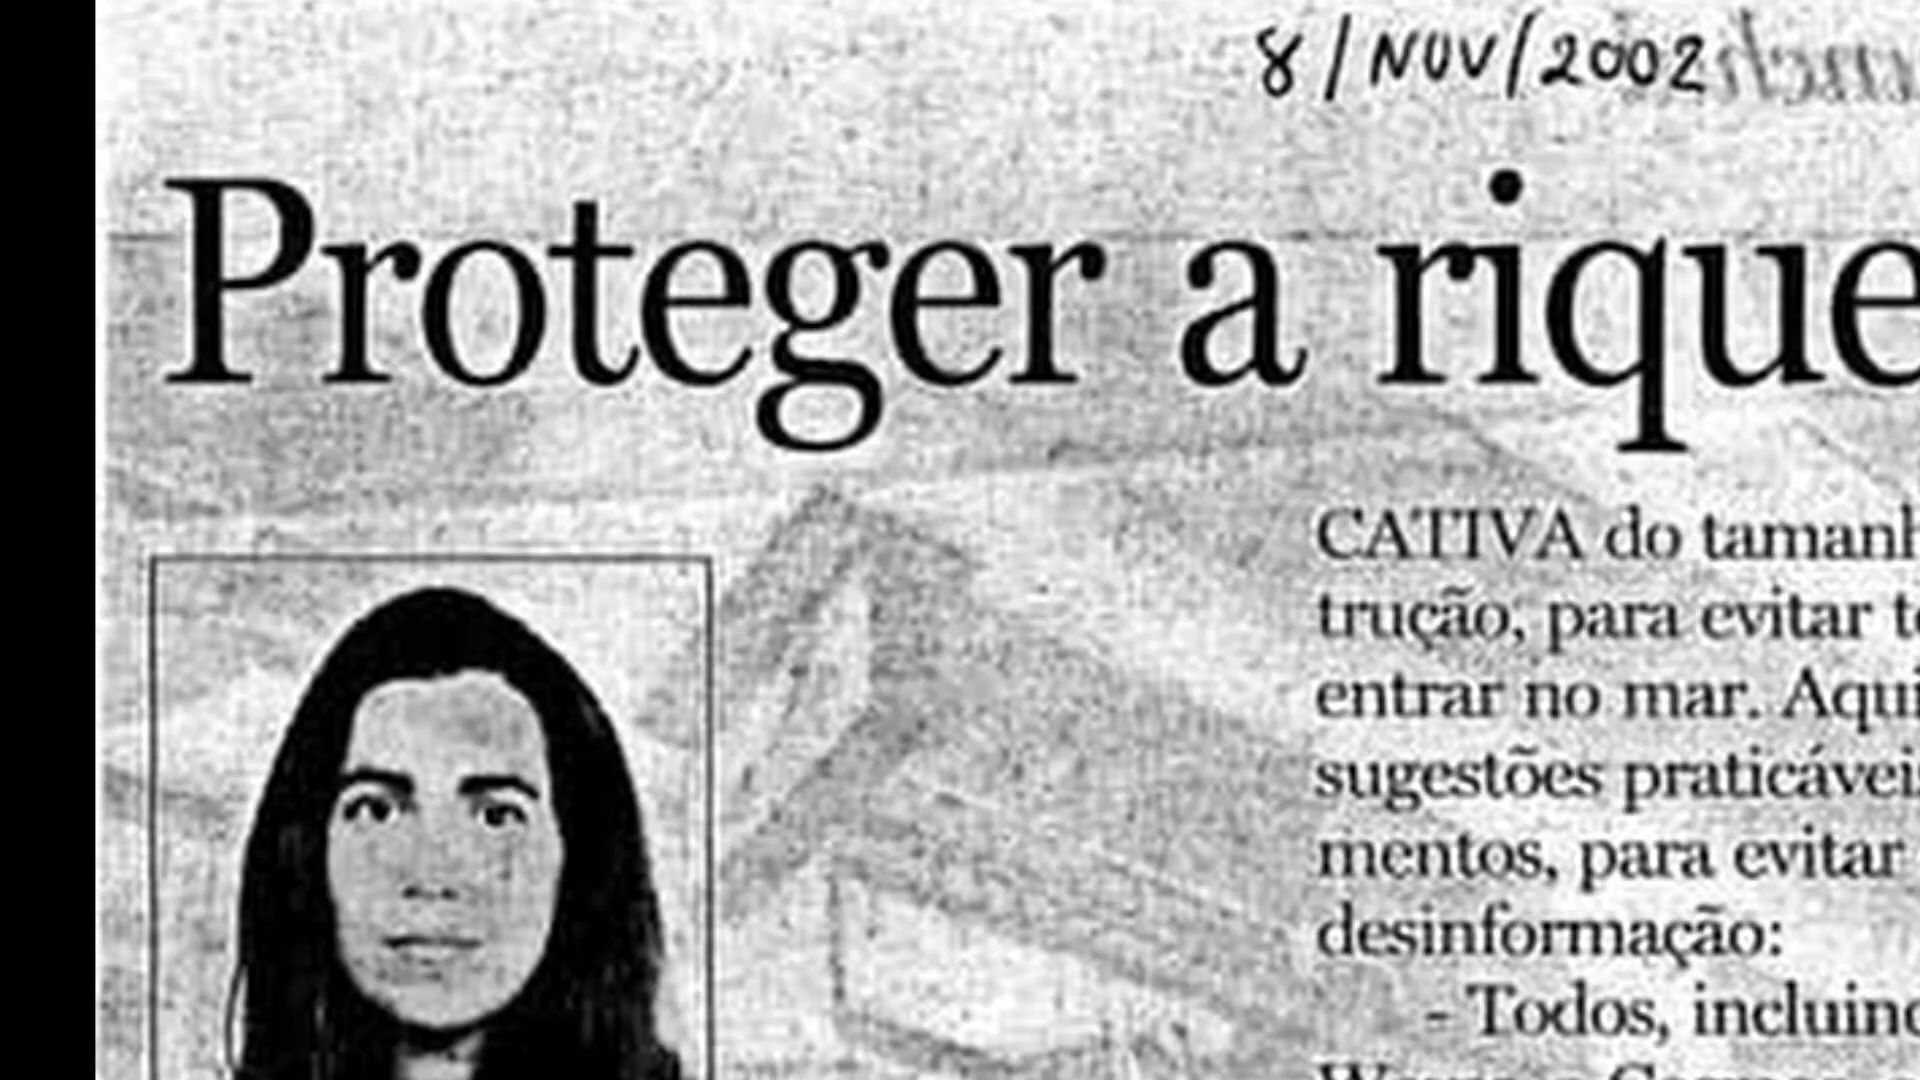 8/NOV/2002
Proteger a rique
CATIVA do tamanh
trução, para evitar t
entrar no mar. Aqui
sugestões praticávei
mentos, para evitar
desinformação:
- Todos, incluin